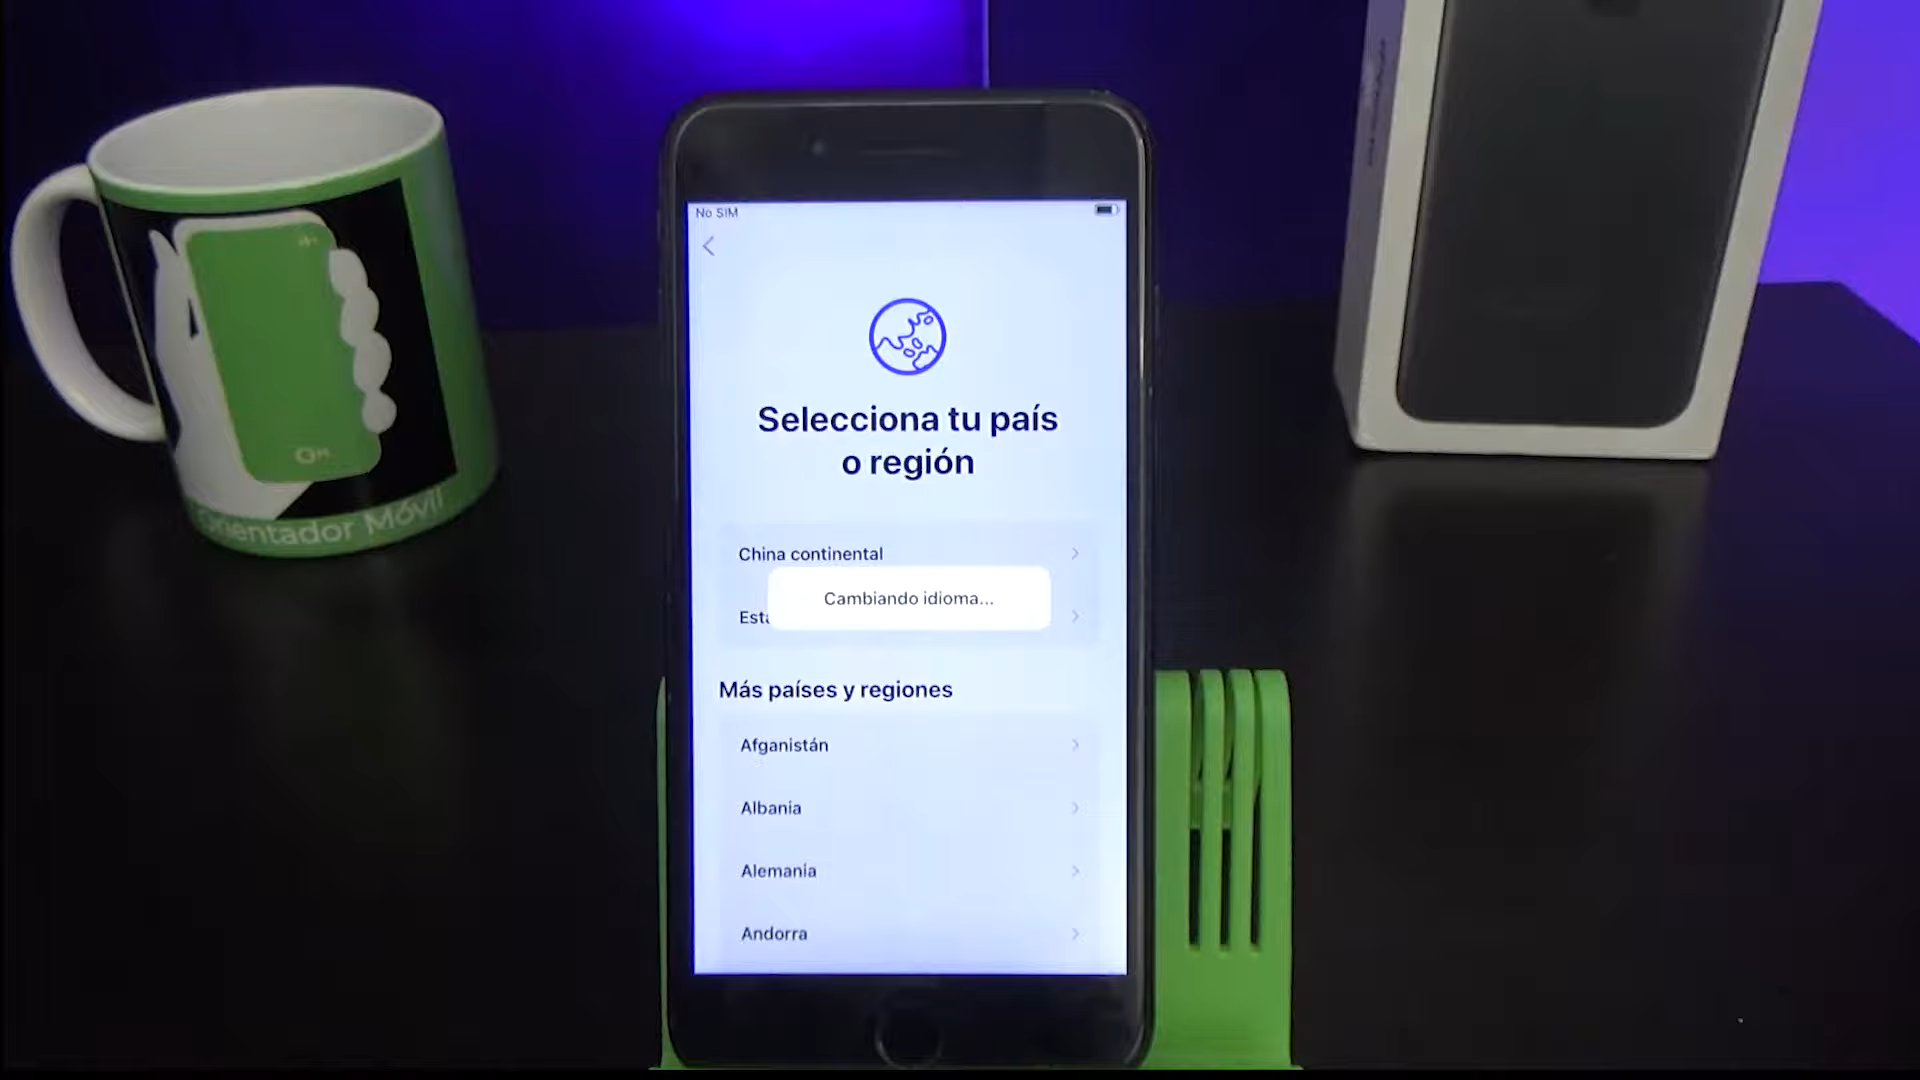 No SIM
Selecciona tu país
o región
China continental
Cambiando idioma...
Más países y regiones
Afganistán
Albania
Alemania
Andorra
Orientador Móvil